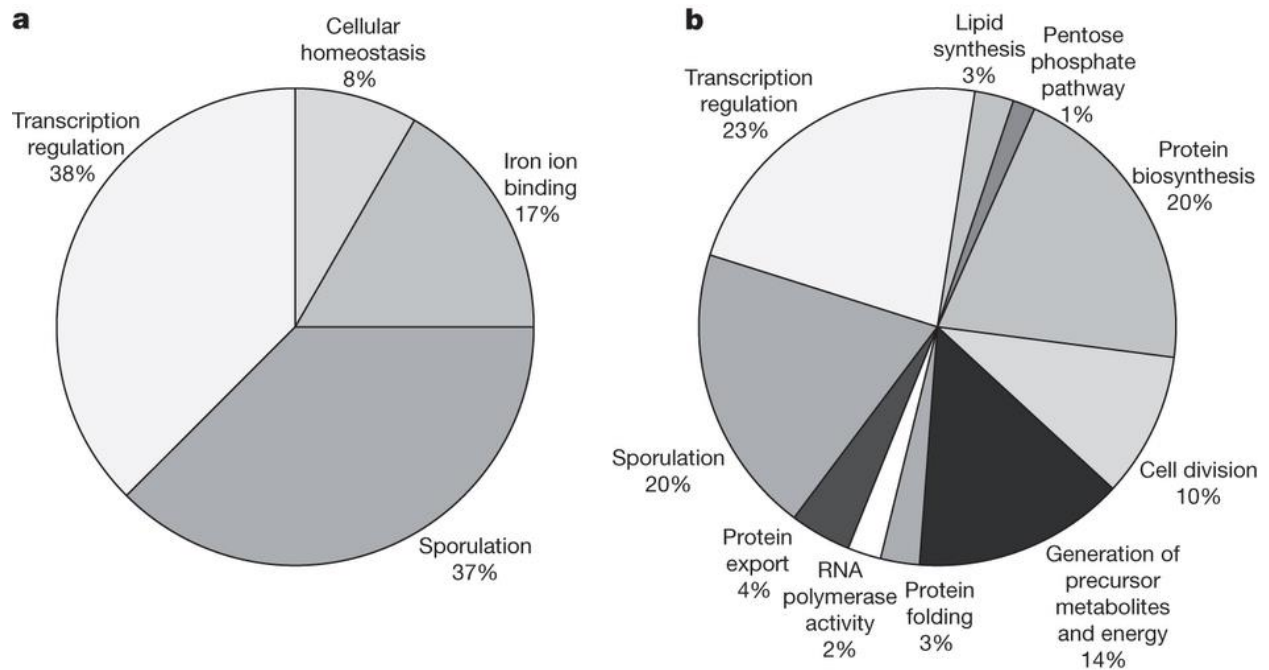 a
Cellular
homeostasis
8%
Iron ion
binding
17%
Sporulation
37%
Transcription
regulation
38%
b
Lipid
synthesis
3%
Pentose
phosphate
pathway
1%
Protein
biosynthesis
20%
Cell division
10%
Generation of
precursor
metabolites
and energy
14%
Protein
folding
3%
RNA
polymerase
activity
2%
Protein
export
4%
Sporulation
20%
Transcription
regulation
23%